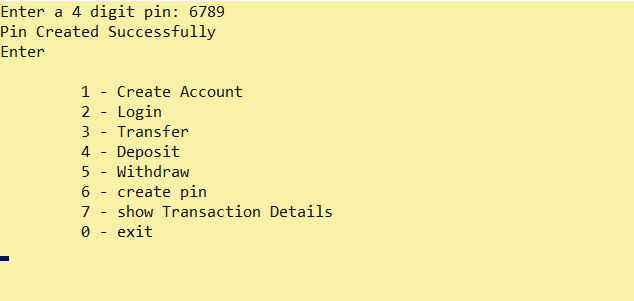 Enter a 4 digit pin: 6789
Pin Created Successfully
Enter
1 - Create Account
2 - Login
3 - Transfer
4 - Deposit
5 - Withdraw
6 - create pin
7 - show Transaction Details
0 - exit